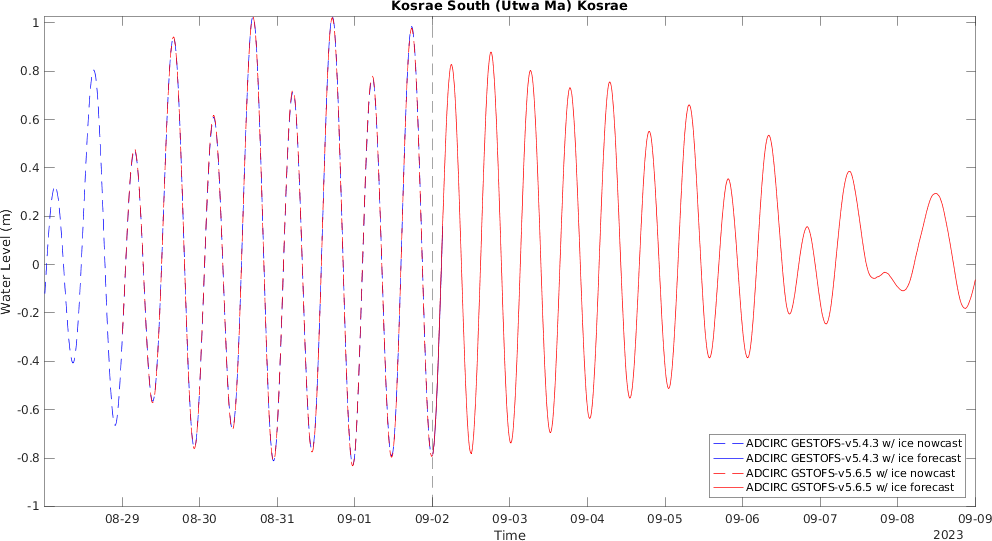 Kosrae South (Utwa Ma) Kosrae
1
0.8
0.6
0.4
0.2
0
-0.2
-0.4
-0.6
-0.8
-1
Water Level (m)
ADCIRC GESTOFS-v5.4.3 w/ ice nowcast
ADCIRC GESTOFS-v5.4.3 w/ ice forecast
ADCIRC GSTOFS-v5.6.5 w/ ice nowcast
ADCIRC GSTOFS-v5.6.5 w/ ice forecast
08-29 08-30 08-31 09-01 09-02 09-03 09-04 09-05 09-06 09-07 09-08 09-09
Time
2023